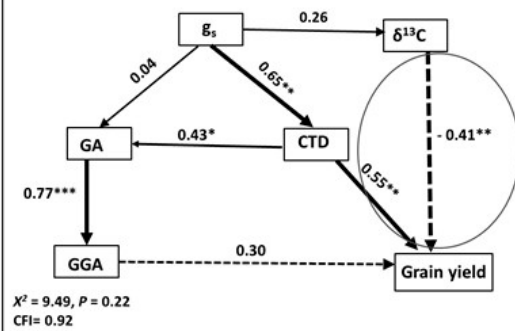 gs
0.26
δ¹³C
0.04
0.65**
- 0.41**
GA
0.43*
CTD
0.77***
0.55**
GGA
0.30
Grain yield
X² = 9.49, P = 0.22
CFI= 0.92